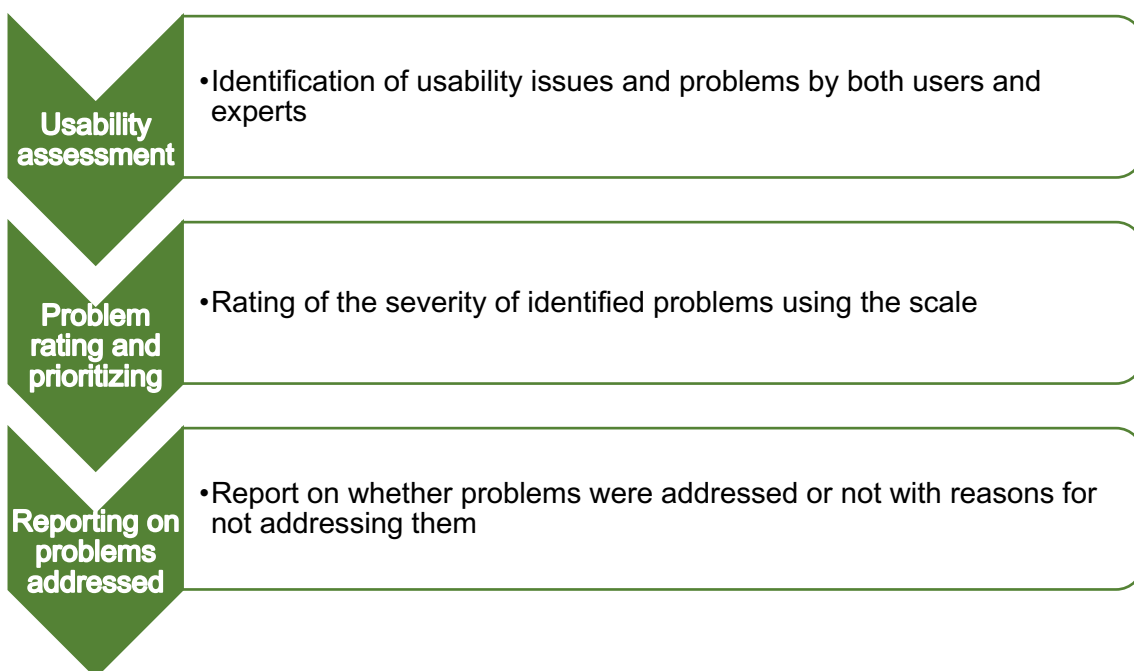 Usability
assessment
•Identification of usability issues and problems by both users and
experts
Problem
rating and
prioritizing
•Rating of the severity of identified problems using the scale
Reporting on
problems
addressed
•Report on whether problems were addressed or not with reasons for
not addressing them